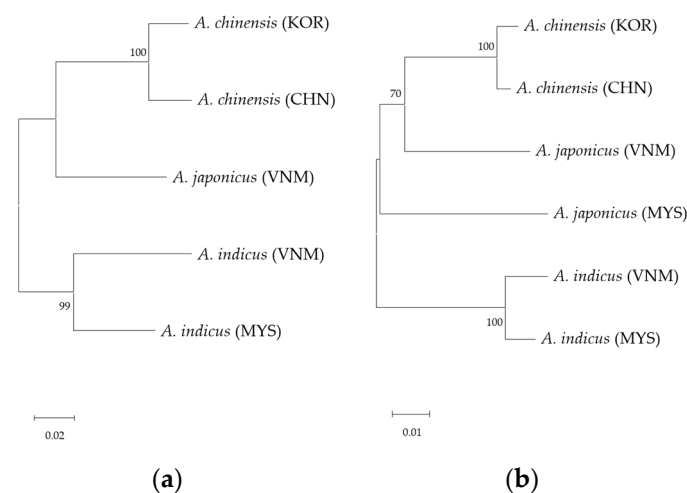 A. chinensis (KOR)
100
A. chinensis (CHN)
A. japonicus (VNM)
A. indicus (VNM)
99
A. indicus (MYS)
0.02
(a)
A. chinensis (KOR)
100
A. chinensis (CHN)
70
A. japonicus (VNM)
A. japonicus (MYS)
A. indicus (VNM)
100
A. indicus (MYS)
0.01
(b)